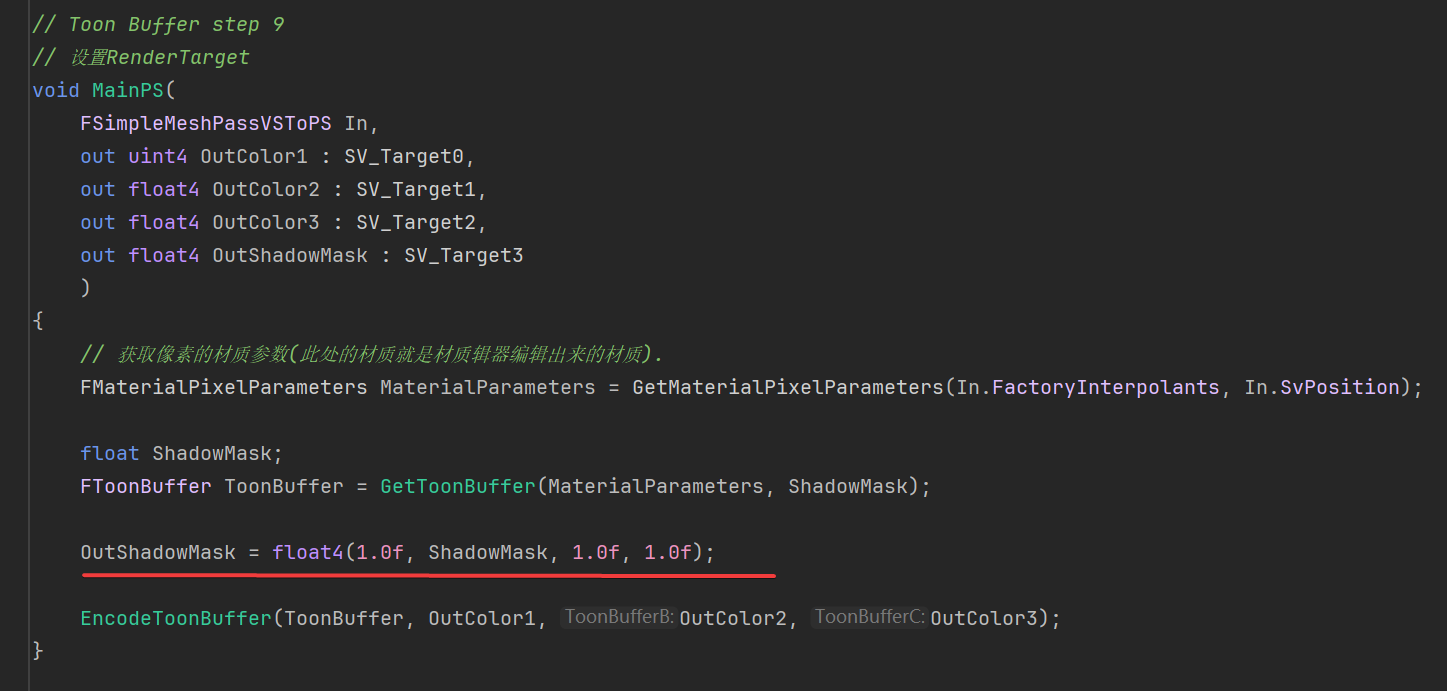 // Toon Buffer step 9
// 设置RenderTarget
void MainPS(
    FSimpleMeshPassVSToPS In,
    out uint4 OutColor1 : SV_Target0,
    out float4 OutColor2 : SV_Target1,
    out float4 OutColor3 : SV_Target2,
    out float4 OutShadowMask : SV_Target3
    )
{
    // 获取像素的材质参数(此处的材质就是材质辑器编辑出来的材质).
    FMaterialPixelParameters MaterialParameters = GetMaterialPixelParameters(In.FactoryInterpolants, In.SvPosition);
    float ShadowMask;
    FToonBuffer ToonBuffer = GetToonBuffer(MaterialParameters, ShadowMask);
    OutShadowMask = float4(1.0f, ShadowMask, 1.0f, 1.0f);
    EncodeToonBuffer(ToonBuffer, OutColor1, ToonBufferB: OutColor2, ToonBufferC: OutColor3);
}